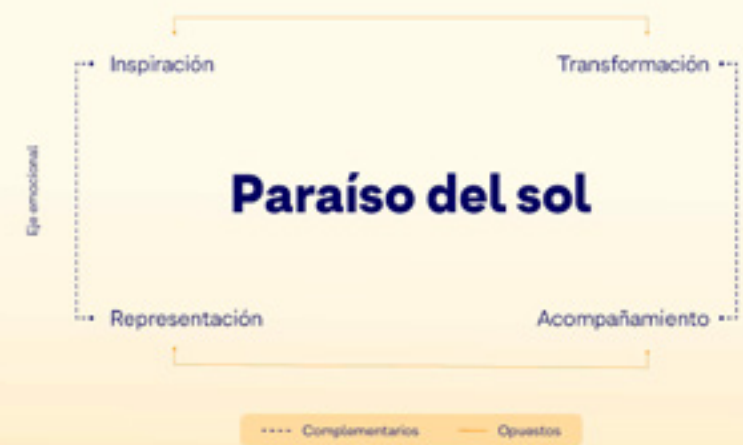 Inspiración
Transformación
Eje emocional
Paraíso del sol
Representación
Acompañamiento
Complementarios
Opuestos